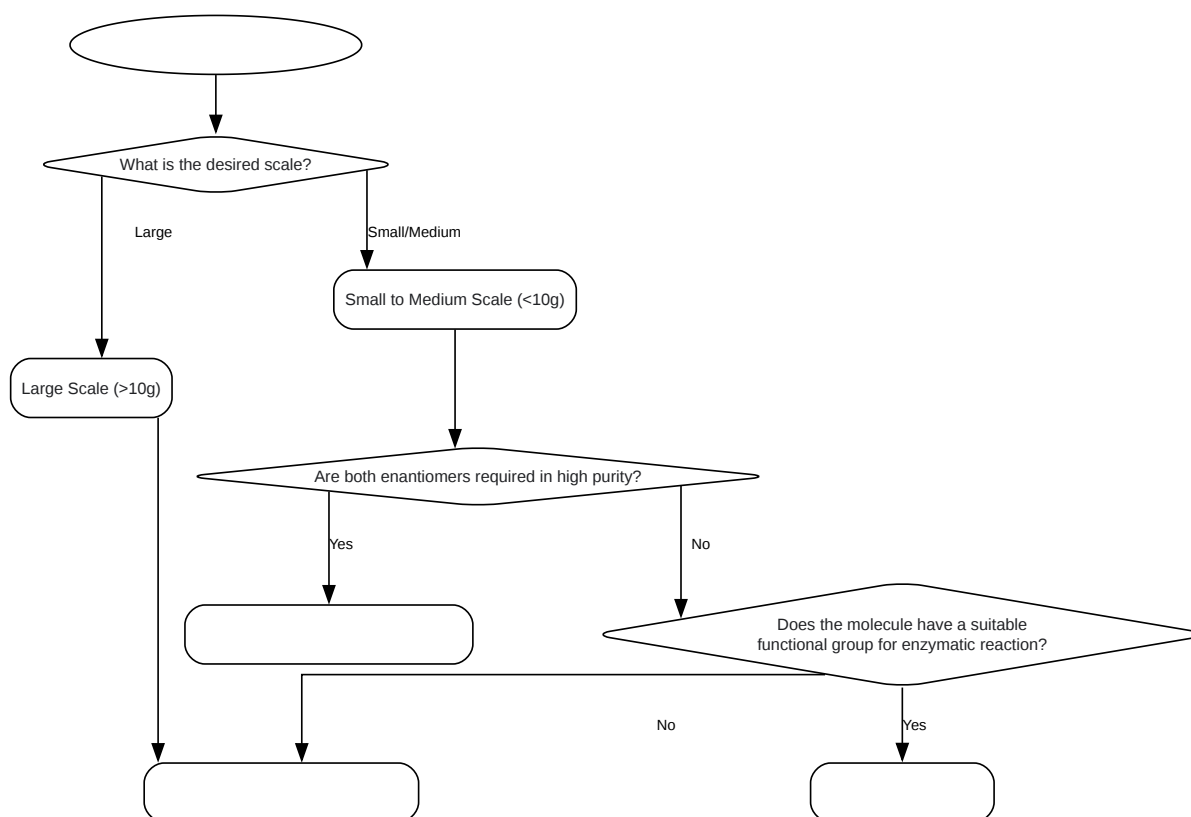 What is the desired scale?
Large
Small/Medium
Small to Medium Scale (<10g)
Large Scale (>10g)
Are both enantiomers required in high purity?
Yes
No
Does the molecule have a suitable
functional group for enzymatic reaction?
No
Yes